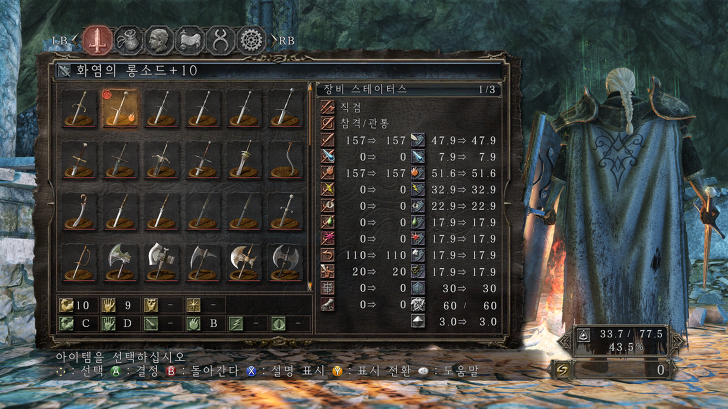 LB RB
화염의 롱소드+10
장비 스테이터스 1/3
직검
참격/관통
157⇒ 157 47.9⇒ 47.9
0⇒ 0 7.9⇒ 7.9
157⇒ 157 51.6⇒ 51.6
0⇒ 0 32.9⇒ 32.9
0⇒ 0 22.9⇒ 22.9
0⇒ 0 17.9⇒ 17.9
0⇒ 0 17.9⇒ 17.9
110⇒ 110 17.9⇒ 17.9
20⇒ 20 17.9⇒ 17.9
0⇒ 0 30⇒ 30
0⇒ 0 60 / 60
3.0⇒ 3.0
10 9 - -
C D - B - -
33.7 / 77.5
43.5%
0
아이템을 선택하십시오
: 선택 A : 결정 B : 돌아간다 X : 설명 표시 Y : 표시 전환 : 도움말